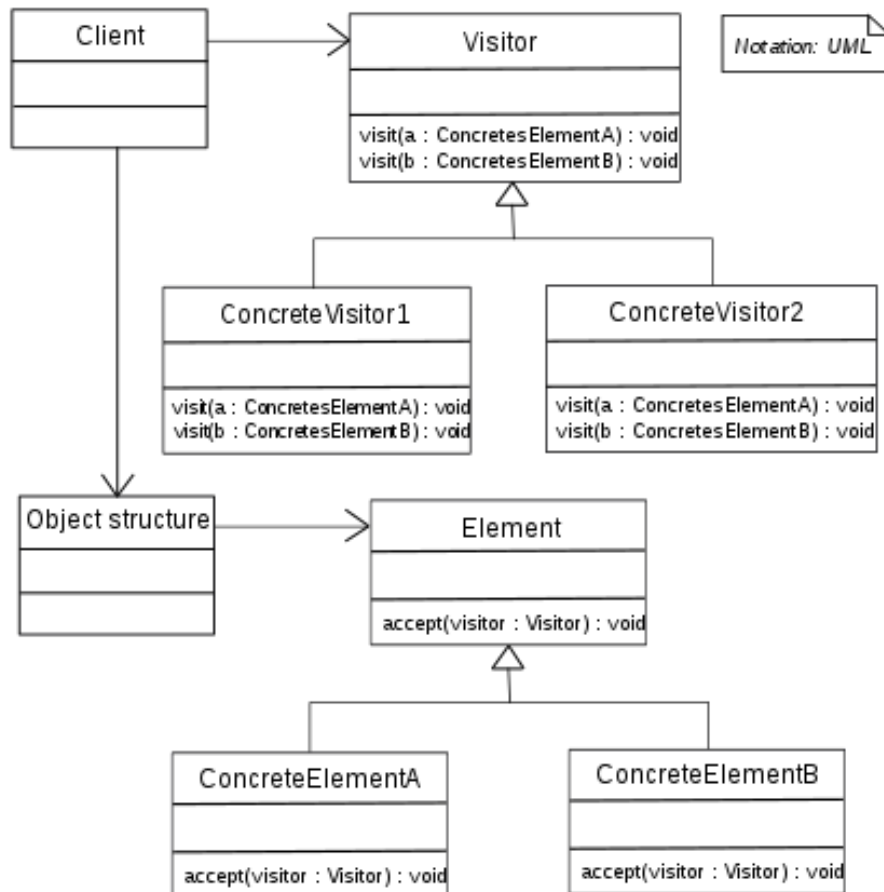 Client
Visitor
Notation: UML
visit(a : ConcretesElementA) : void
visit(b : ConcretesElementB) : void
ConcreteVisitor1
ConcreteVisitor2
visit(a : ConcretesElementA) : void
visit(b : ConcretesElementB) : void
visit(a : ConcretesElementA) : void
visit(b : ConcretesElementB) : void
Object structure
Element
accept(visitor : Visitor) : void
ConcreteElementA
ConcreteElementB
accept(visitor : Visitor) : void
accept(visitor : Visitor) : void